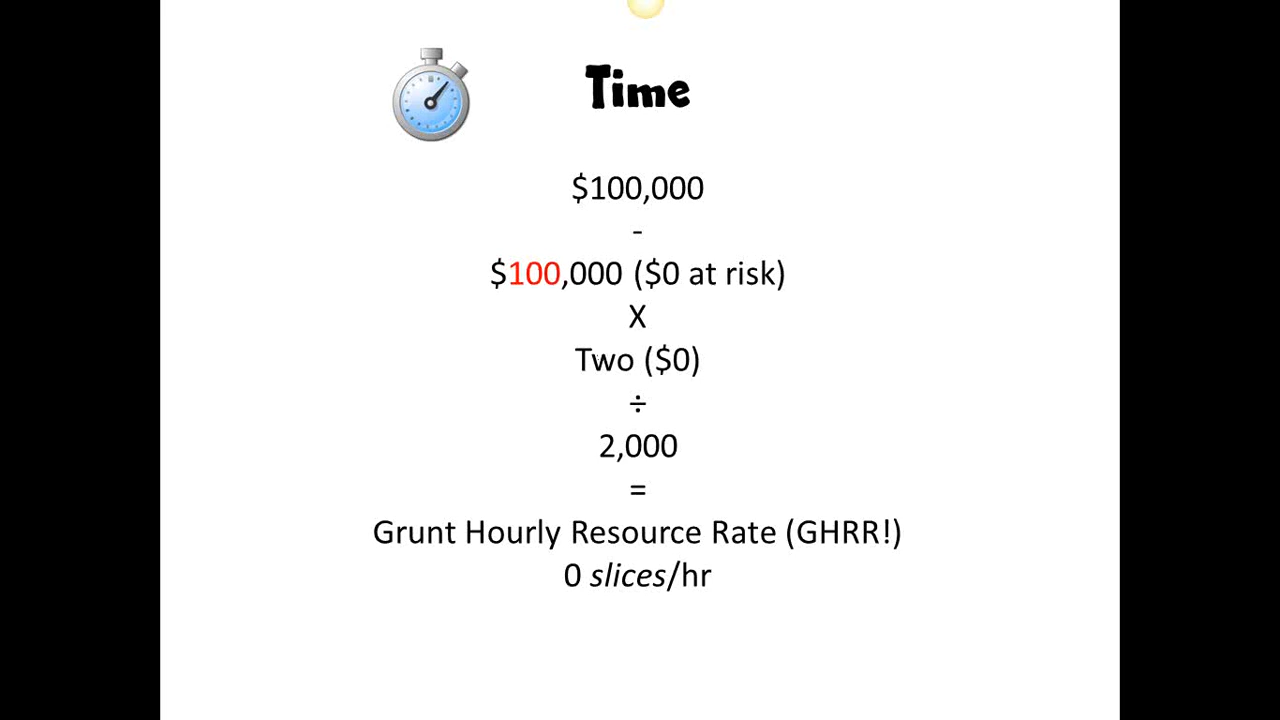 Time
$100,000
-
$100,000 ($0 at risk)
X
Two ($0)
÷
2,000
=
Grunt Hourly Resource Rate (GHRR!)
0 slices/hr